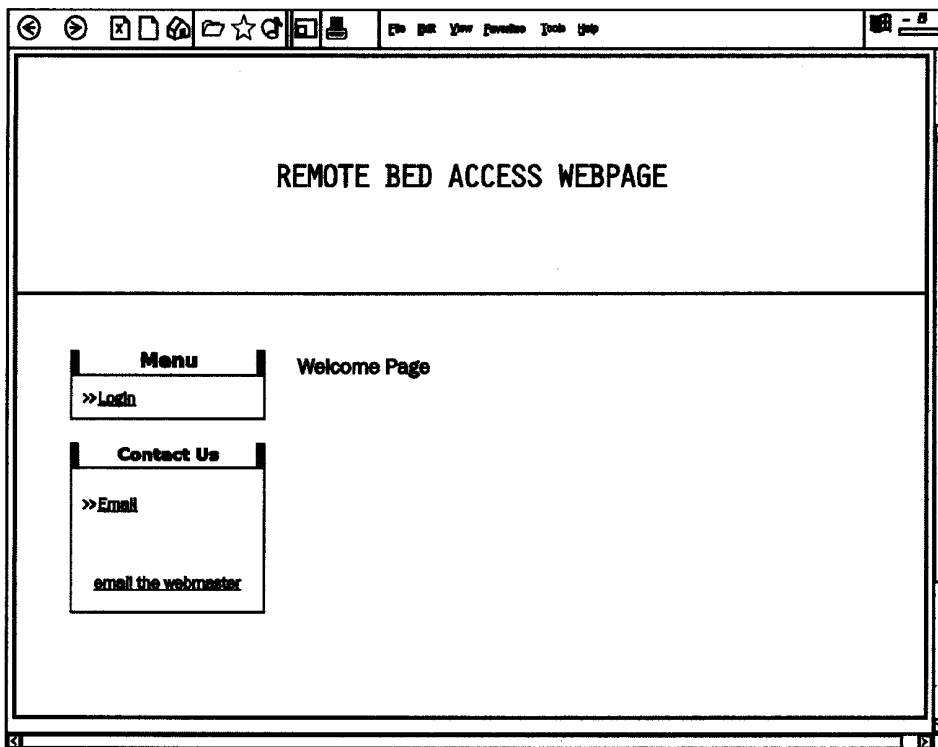 File Edit View Favorites Tools Help
REMOTE BED ACCESS WEBPAGE
Menu
Welcome Page
>>Login
Contact Us
>>Email
email the webmaster